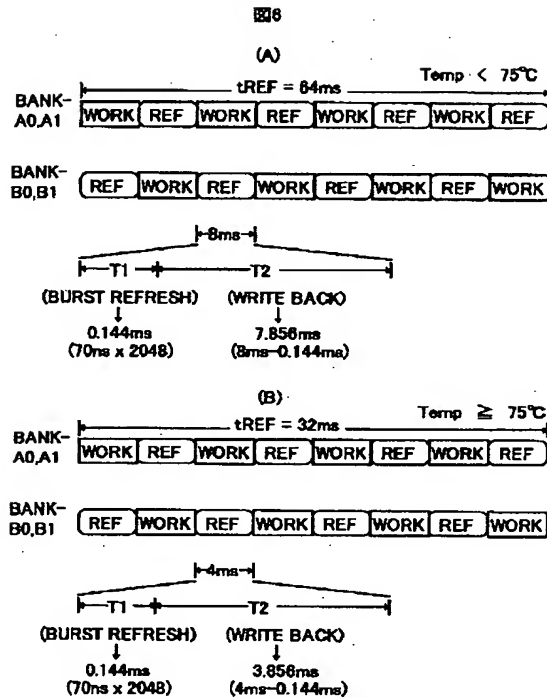 図6
(A)
tREF = 64ms Temp < 75℃
BANK-A0,A1 WORK REF WORK REF WORK REF WORK REF
BANK-B0,B1 REF WORK REF WORK REF WORK REF WORK
8ms
T1 T2
(BURST REFRESH) (WRITE BACK)
0.144ms 7.856ms
(70ns x 2048) (8ms-0.144ms)
(B)
tREF = 32ms Temp ≧ 75℃
BANK-A0,A1 WORK REF WORK REF WORK REF WORK REF
BANK-B0,B1 REF WORK REF WORK REF WORK REF WORK
4ms
T1 T2
(BURST REFRESH) (WRITE BACK)
0.144ms 3.856ms
(70ns x 2048) (4ms-0.144ms)